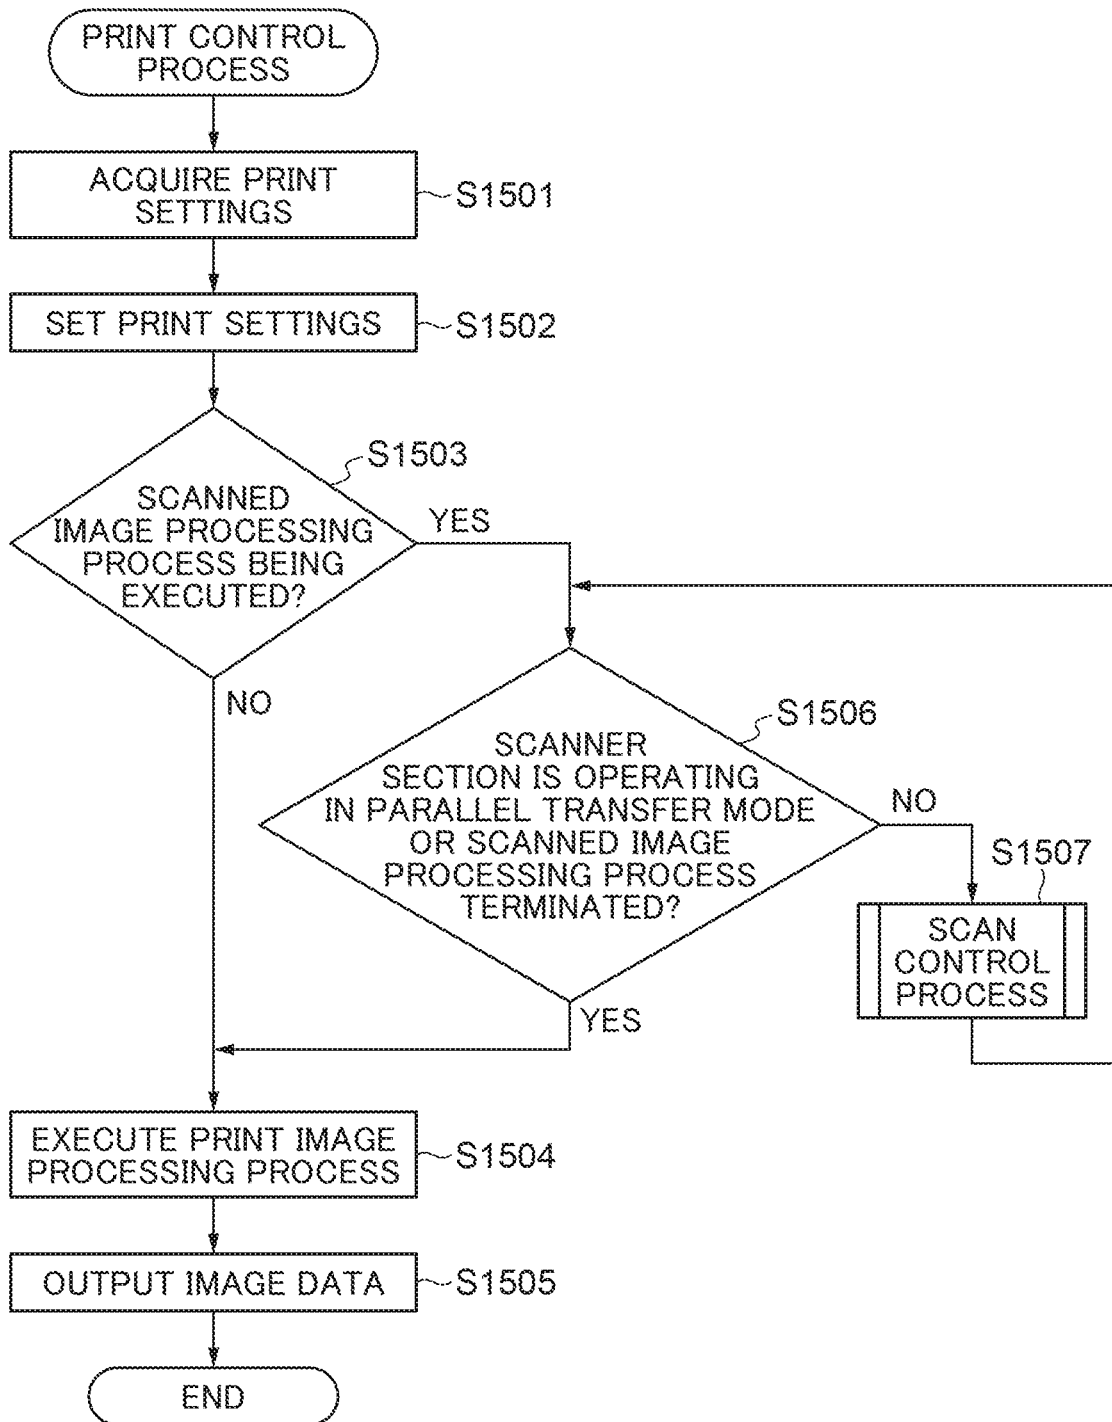 PRINT CONTROL
PROCESS
ACQUIRE PRINT
SETTINGS
S1501
SET PRINT SETTINGS
S1502
S1503
SCANNED
IMAGE PROCESSING
PROCESS BEING
EXECUTED?
YES
NO
S1506
SCANNER
SECTION IS OPERATING
IN PARALLEL TRANSFER MODE
OR SCANNED IMAGE
PROCESSING PROCESS
TERMINATED?
NO
S1507
SCAN
CONTROL
PROCESS
YES
EXECUTE PRINT IMAGE
PROCESSING PROCESS
S1504
OUTPUT IMAGE DATA
S1505
END